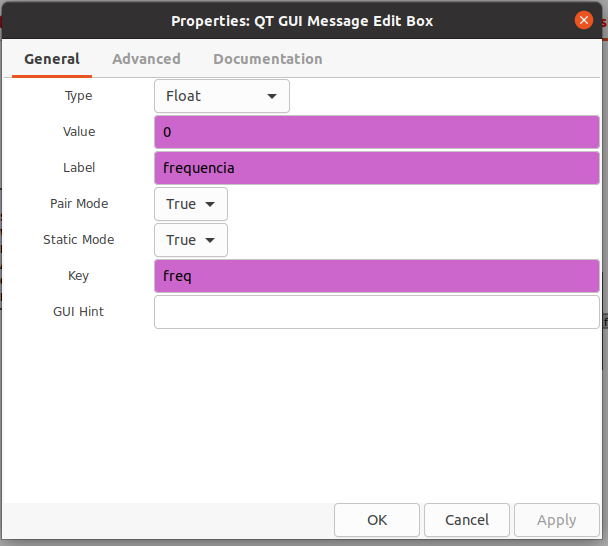 Properties: QT GUI Message Edit Box
General Advanced Documentation
Type Float
Value 0
Label frequencia
Pair Mode True
Static Mode True
Key freq
GUI Hint
OK Cancel Apply